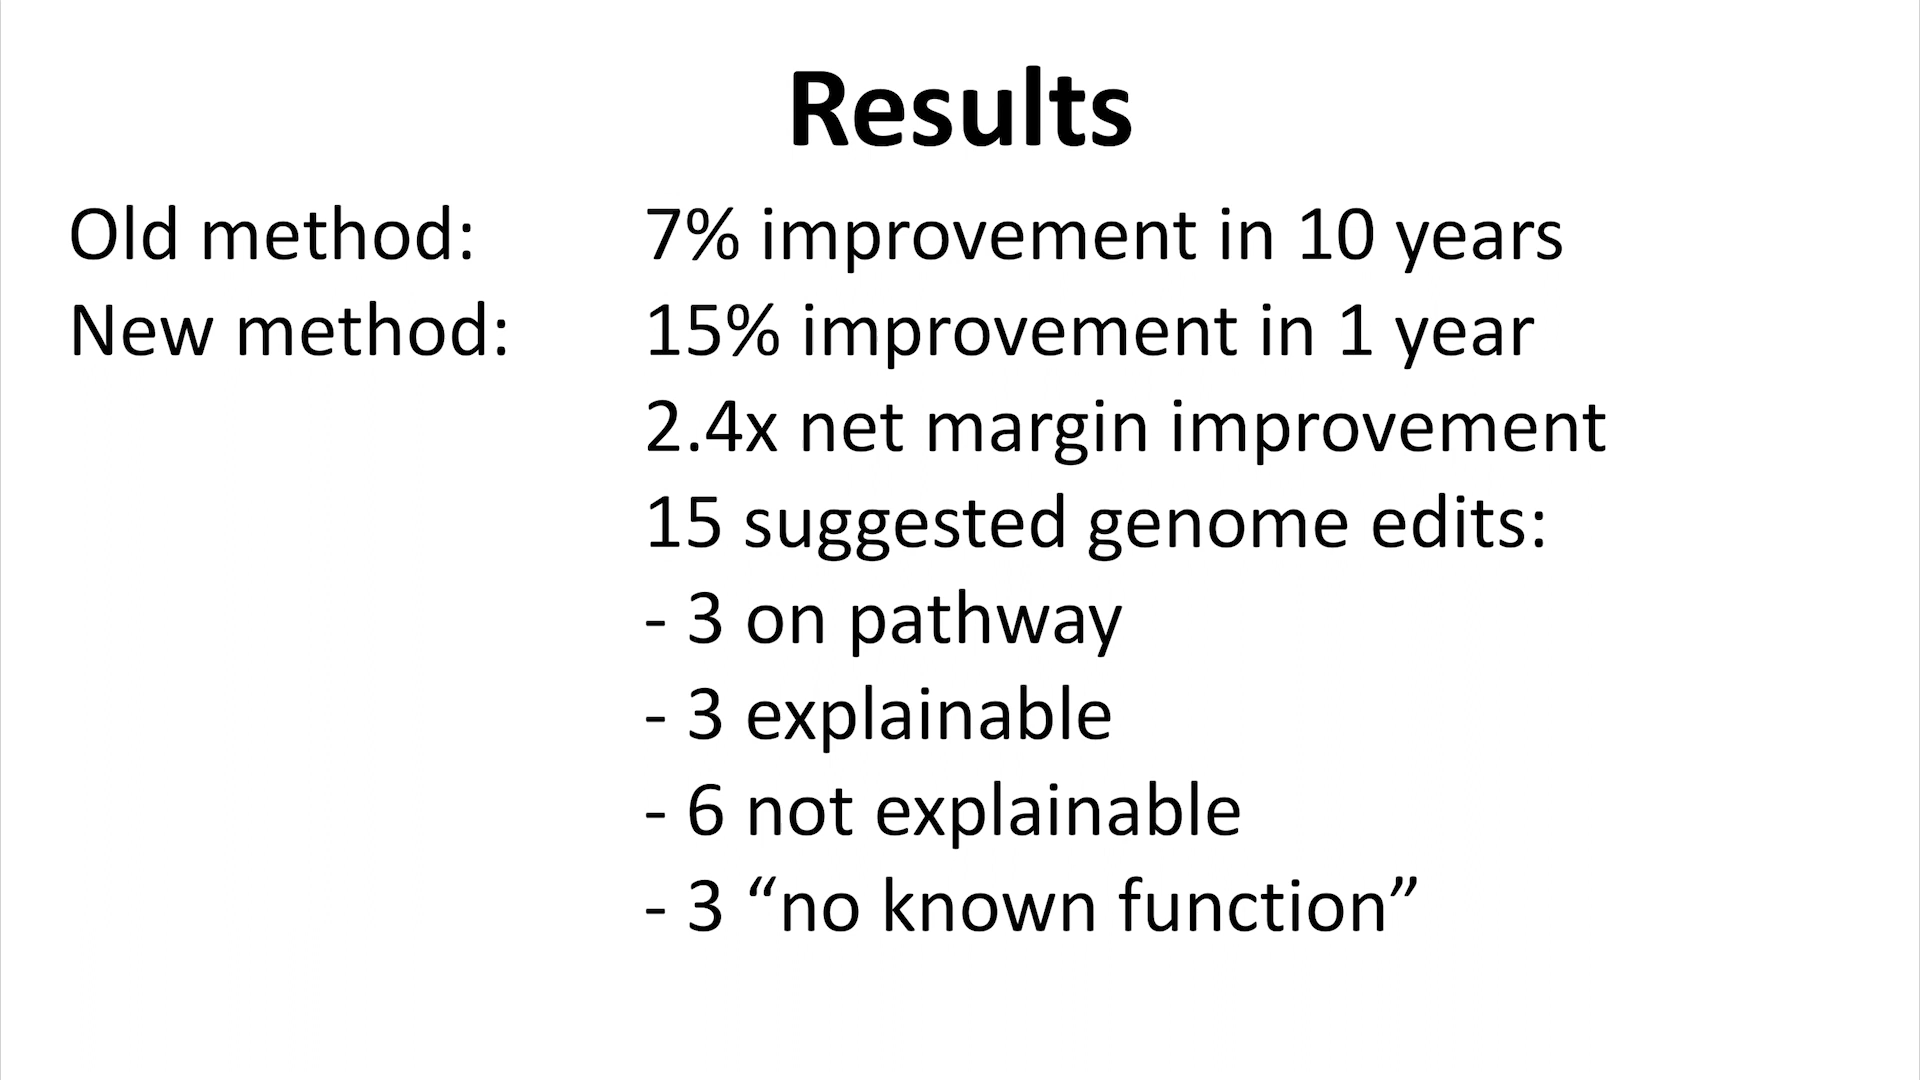 Results
Old method: 7% improvement in 10 years
New method: 15% improvement in 1 year
2.4x net margin improvement
15 suggested genome edits:
- 3 on pathway
- 3 explainable
- 6 not explainable
- 3 “no known function”